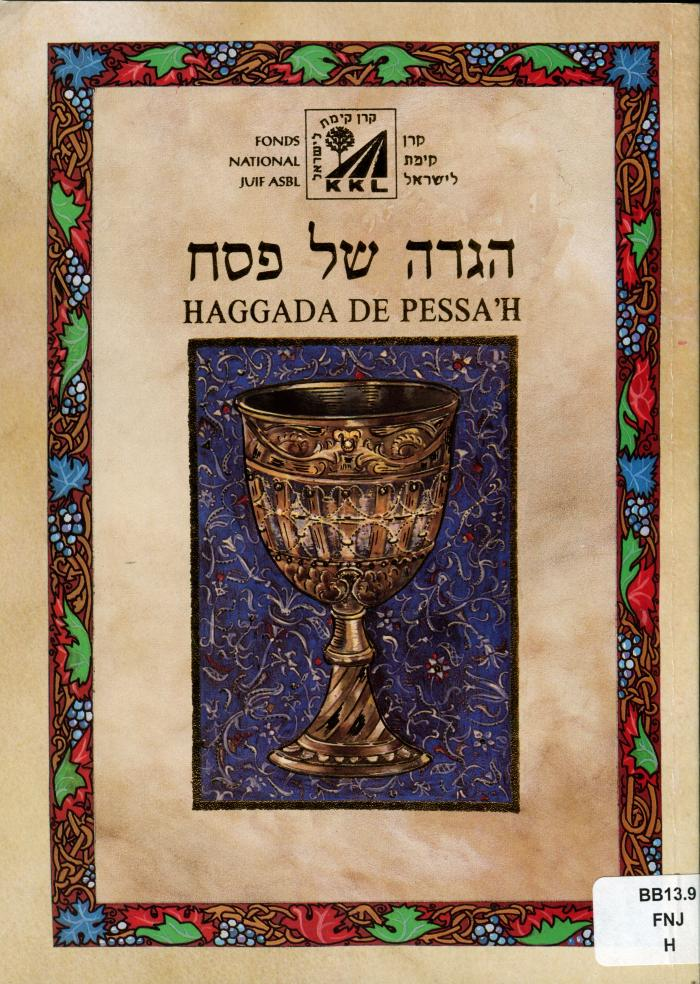 קרן קימת לישראל
KKL
FONDS
NATIONAL
JUIF ASBL
קרן
קימת
לישראל
הגדה של פסח
HAGGADA DE PESSA'H
BB13.9
FNJ
H